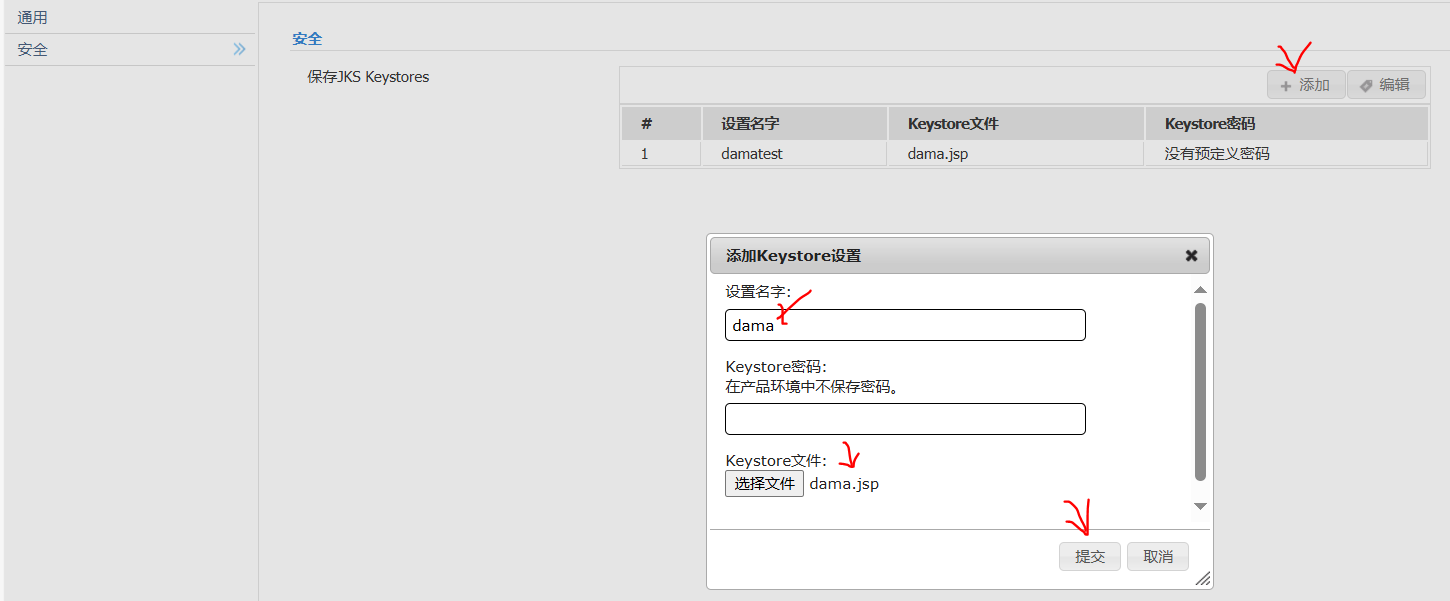 通用
安全
安全
保存JKS Keystores
添加 编辑
# 设置名字 Keystore文件 Keystore密码
1 damatest dama.jsp 没有预定义密码
添加Keystore设置
设置名字:
dama
Keystore密码:
在产品环境中不保存密码。
Keystore文件:
选择文件 dama.jsp
提交 取消